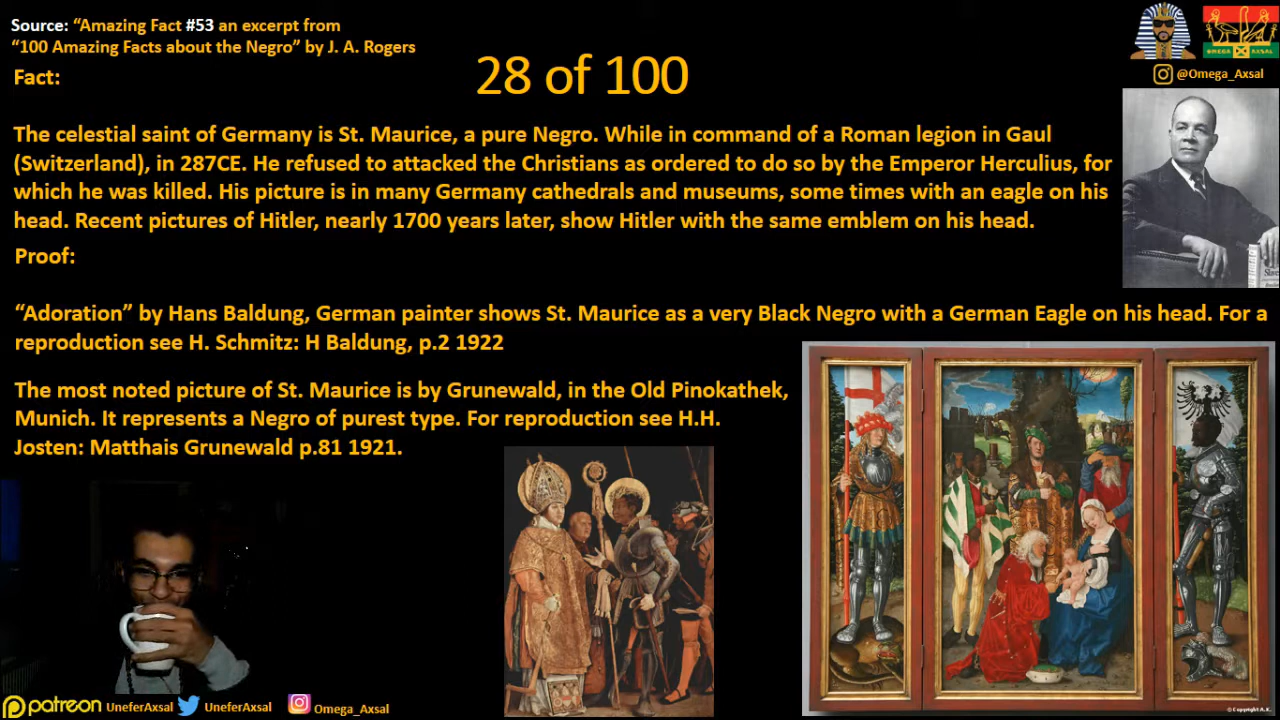 Source: “Amazing Fact #53 an excerpt from
“100 Amazing Facts about the Negro” by J. A. Rogers
28 of 100
@Omega_Axsal
OMEGA AXSAL
Fact:
The celestial saint of Germany is St. Maurice, a pure Negro. While in command of a Roman legion in Gaul
(Switzerland), in 287CE. He refused to attacked the Christians as ordered to do so by the Emperor Herculius, for
which he was killed. His picture is in many Germany cathedrals and museums, some times with an eagle on his
head. Recent pictures of Hitler, nearly 1700 years later, show Hitler with the same emblem on his head.
Proof:
“Adoration” by Hans Baldung, German painter shows St. Maurice as a very Black Negro with a German Eagle on his head. For a
reproduction see H. Schmitz: H Baldung, p.2 1922
The most noted picture of St. Maurice is by Grunewald, in the Old Pinokathek,
Munich. It represents a Negro of purest type. For reproduction see H.H.
Josten: Matthais Grunewald p.81 1921.
patreon UneferAxsal UneferAxsal Omega_Axsal
© Copyright A.K.